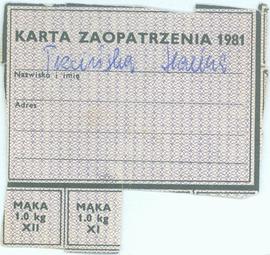 KARTA ZAOPATRZENIA 1981
Nazwisko i imię
Adres
MĄKA MĄKA
1.0 kg 1.0 kg
XII XI